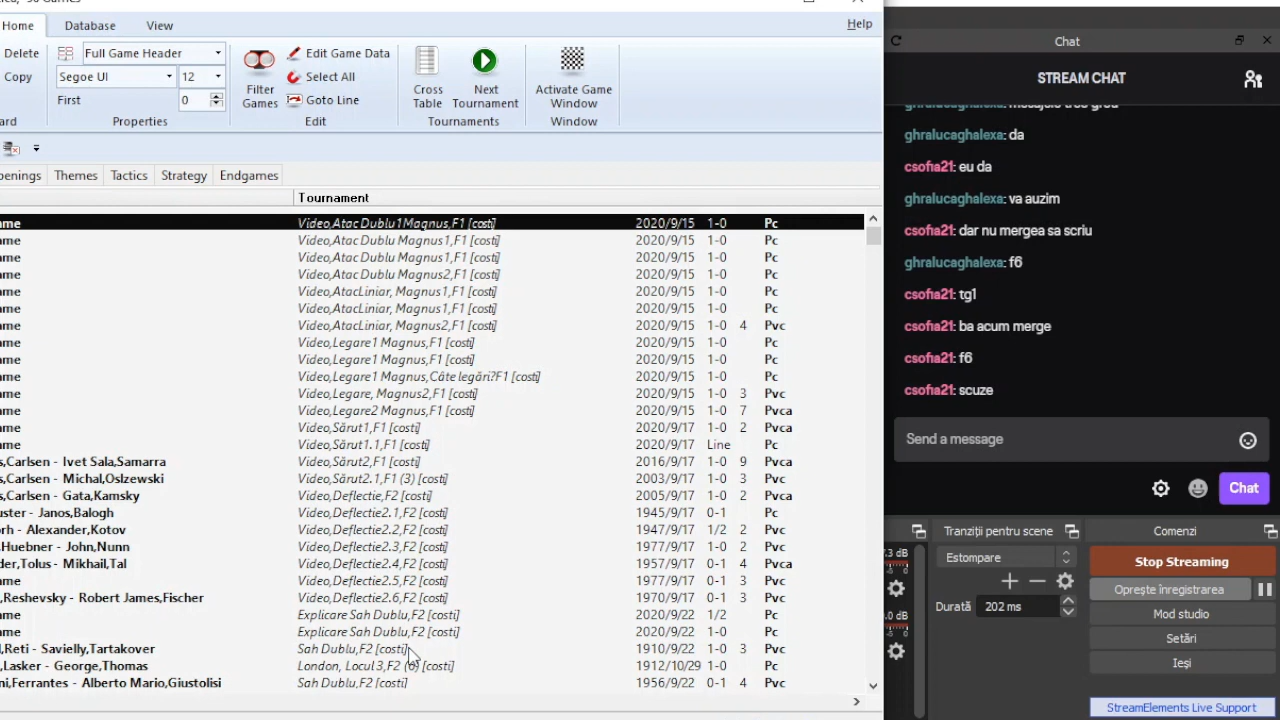 Home Database View Help
Delete Full Game Header Edit Game Data
Copy Segoe UI 12 Select All
First 0 Goto Line
Filter Games Cross Table Next Tournament Activate Game Window
Properties Edit Tournaments Window
Themes Tactics Strategy Endgames
Tournament
Video,Atac Dublu1Magnus,F1 [costi] 2020/9/15 1-0 Pc
Video,Atac Dublu Magnus1,F1 [costi] 2020/9/15 1-0 Pc
Video,Atac Dublu Magnus1,F1 [costi] 2020/9/15 1-0 Pc
Video,Atac Dublu Magnus2,F1 [costi] 2020/9/15 1-0 Pc
Video,AtacLiniar, Magnus1,F1 [costi] 2020/9/15 1-0 Pc
Video,AtacLiniar, Magnus1,F1 [costi] 2020/9/15 1-0 Pc
Video,AtacLiniar, Magnus2,F1 [costi] 2020/9/15 1-0 4 Pvc
Video,Legare1 Magnus,F1 [costi] 2020/9/15 1-0 Pc
Video,Legare1 Magnus,F1 [costi] 2020/9/15 1-0 Pc
Video,Legare1 Magnus,Câte legări?F1 [costi] 2020/9/15 1-0 Pc
Video,Legare, Magnus2,F1 [costi] 2020/9/15 1-0 3 Pvc
Video,Legare2 Magnus,F1 [costi] 2020/9/15 1-0 7 Pvca
Video,Sărut1,F1 [costi] 2020/9/17 1-0 2 Pvca
Video,Sărut1.1,F1 [costi] 2020/9/17 Line Pc
,Carlsen - Ivet Sala,Samarra Video,Sărut2,F1 [costi] 2016/9/17 1-0 9 Pvca
,Carlsen - Michal,Oslzewski Video,Sărut2.1,F1 (3) [costi] 2003/9/17 1-0 3 Pvc
,Carlsen - Gata,Kamsky Video,Deflectie,F2 [costi] 2005/9/17 1-0 2 Pvca
- Janos,Balogh Video,Deflectie2.1,F2 [costi] 1945/9/17 0-1 Pc
- Alexander,Kotov Video,Deflectie2.2,F2 [costi] 1947/9/17 1/2 2 Pvc
,Huebner - John,Nunn Video,Deflectie2.3,F2 [costi] 1977/9/17 1-0 2 Pvc
,Tolus - Mikhail,Tal Video,Deflectie2.4,F2 [costi] 1957/9/17 0-1 4 Pvca
Video,Deflectie2.5,F2 [costi] 1977/9/17 1-0 3 Pvc
,Reshevsky - Robert James,Fischer Video,Deflectie2.6,F2 [costi] 1970/9/17 0-1 3 Pvc
Explicare Sah Dublu,F2 [costi] 2020/9/22 1/2 Pc
Explicare Sah Dublu,F2 [costi] 2020/9/22 1-0 Pc
,Reti - Savielly,Tartakover Sah Dublu,F2 [costi] 1910/9/22 1-0 3 Pvc
,Lasker - George,Thomas London, Locul3,F2 (6) [costi] 1912/10/29 1-0 Pc
,Ferrantes - Alberto Mario,Giustolisi Sah Dublu,F2 [costi] 1956/9/22 0-1 4 Pvc
Chat
STREAM CHAT
ghralucaghalexa: da
csofia21: eu da
ghralucaghalexa: va auzim
csofia21: dar nu mergea sa scriu
ghralucaghalexa: f6
csofia21: tg1
csofia21: ba acum merge
csofia21: f6
csofia21: scuze
Send a message
Chat
Tranziții pentru scene
Comenzi
Estompare
Durată 202 ms
Stop Streaming
Oprește înregistrarea
Mod studio
Setări
Ieși
StreamElements Live Support